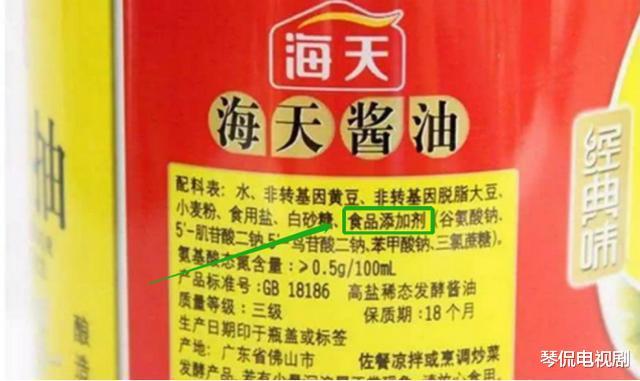 海天
海天酱油
抽
酿造
经典味
配料表：水、非转基因黄豆、非转基因脱脂大豆、
小麦粉、食用盐、白砂糖、食品添加剂（谷氨酸钠、
5′-肌苷酸二钠、5′-鸟苷酸二钠、苯甲酸钠、三氯蔗糖）。
氨基酸态氮含量：≥0.5g/100mL
产品标准号：GB 18186 高盐稀态发酵酱油
质量等级：三级 保质期：18个月
生产日期印于瓶盖或标签
产地：广东省佛山市 佐餐凉拌或烹调炒菜
琴侃电视剧